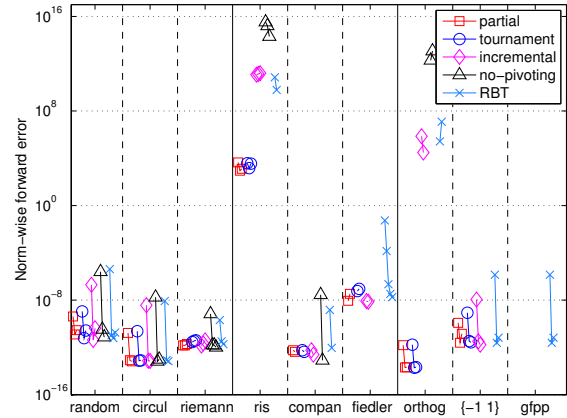 10^16
10^8
10^0
10^-8
10^-16
Norm-wise forward error
partial
tournament
incremental
no-pivoting
RBT
random circul riemann ris compan fiedler orthog {-1 1} gfpp